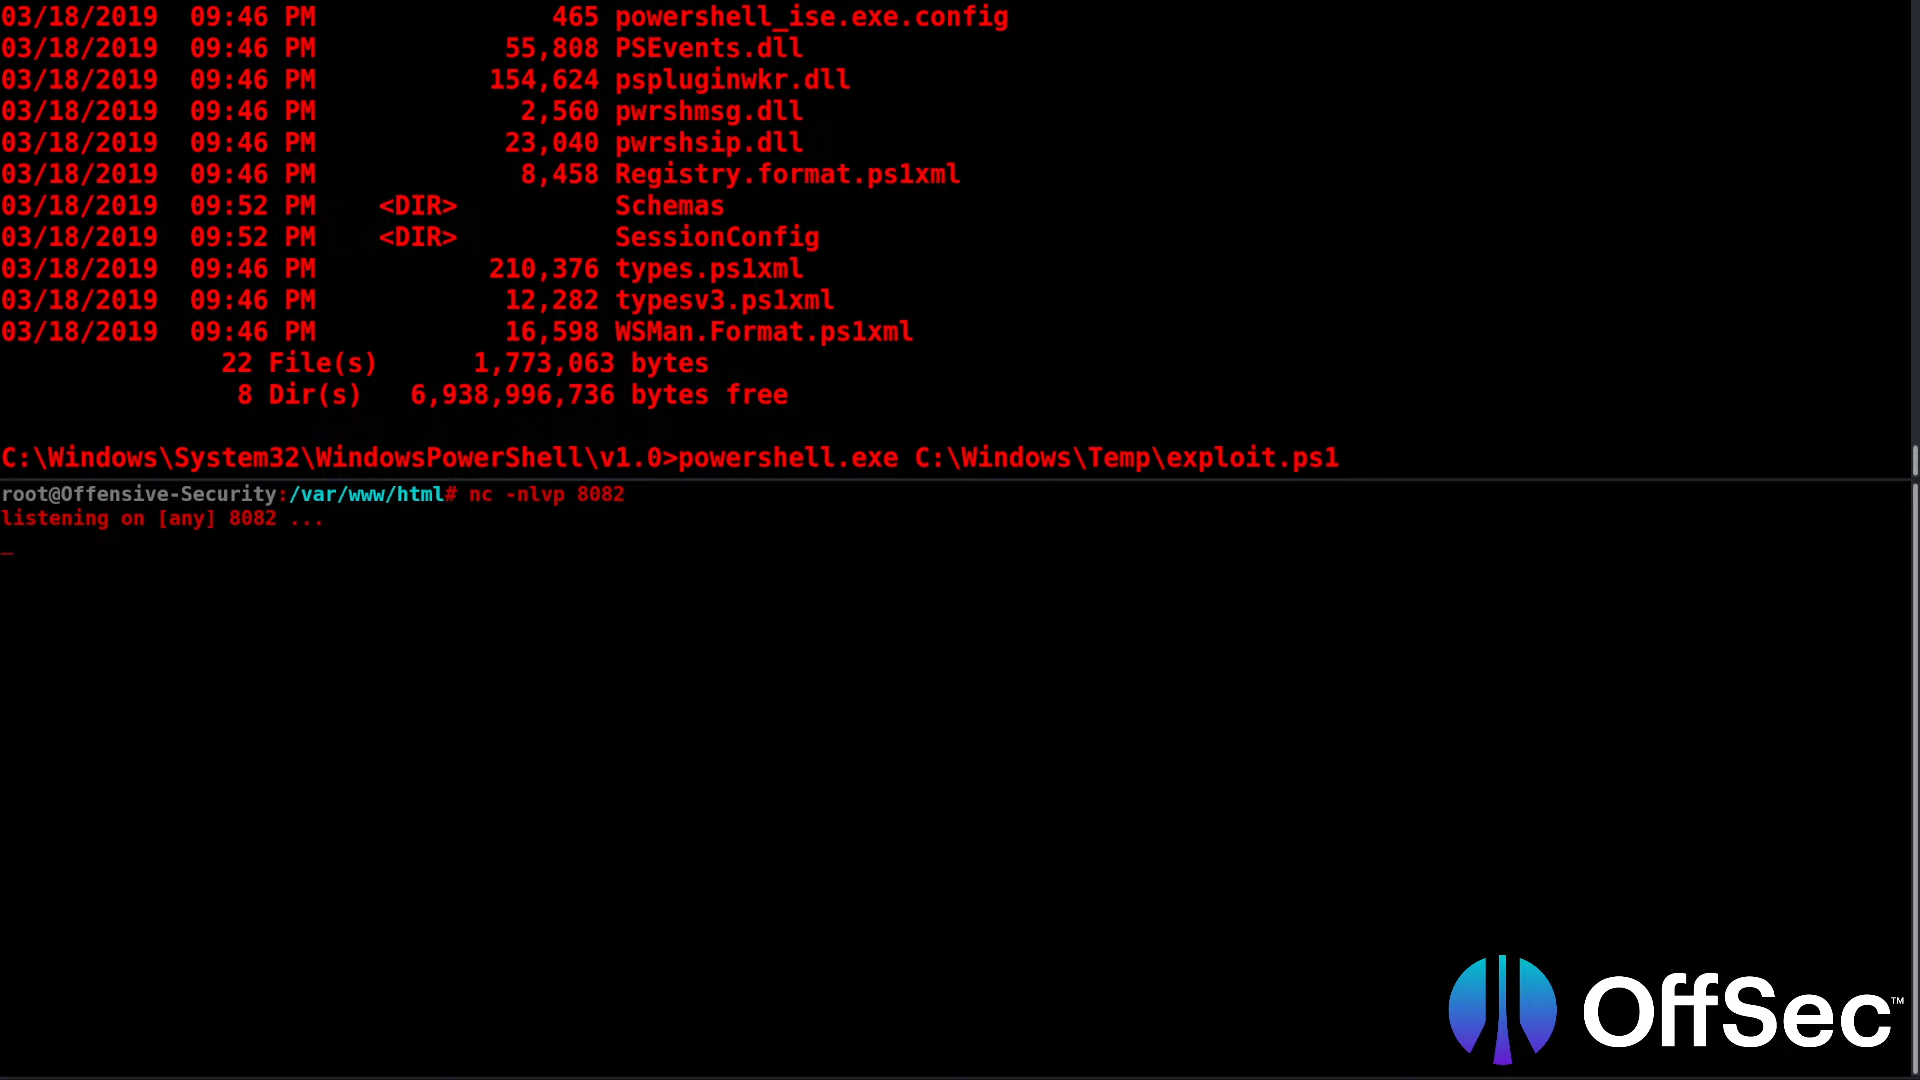 03/18/2019  09:46 PM               465 powershell_ise.exe.config
03/18/2019  09:46 PM            55,808 PSEvents.dll
03/18/2019  09:46 PM           154,624 pspluginwkr.dll
03/18/2019  09:46 PM             2,560 pwrshmsg.dll
03/18/2019  09:46 PM            23,040 pwrshsip.dll
03/18/2019  09:46 PM             8,458 Registry.format.ps1xml
03/18/2019  09:52 PM    <DIR>          Schemas
03/18/2019  09:52 PM    <DIR>          SessionConfig
03/18/2019  09:46 PM           210,376 types.ps1xml
03/18/2019  09:46 PM            12,282 typesv3.ps1xml
03/18/2019  09:46 PM            16,598 WSMan.Format.ps1xml
              22 File(s)      1,773,063 bytes
               8 Dir(s)   6,938,996,736 bytes free
C:\Windows\System32\WindowsPowerShell\v1.0>powershell.exe C:\Windows\Temp\exploit.ps1
root@Offensive-Security:/var/www/html# nc -nlvp 8082
listening on [any] 8082 ...
_
OffSec™